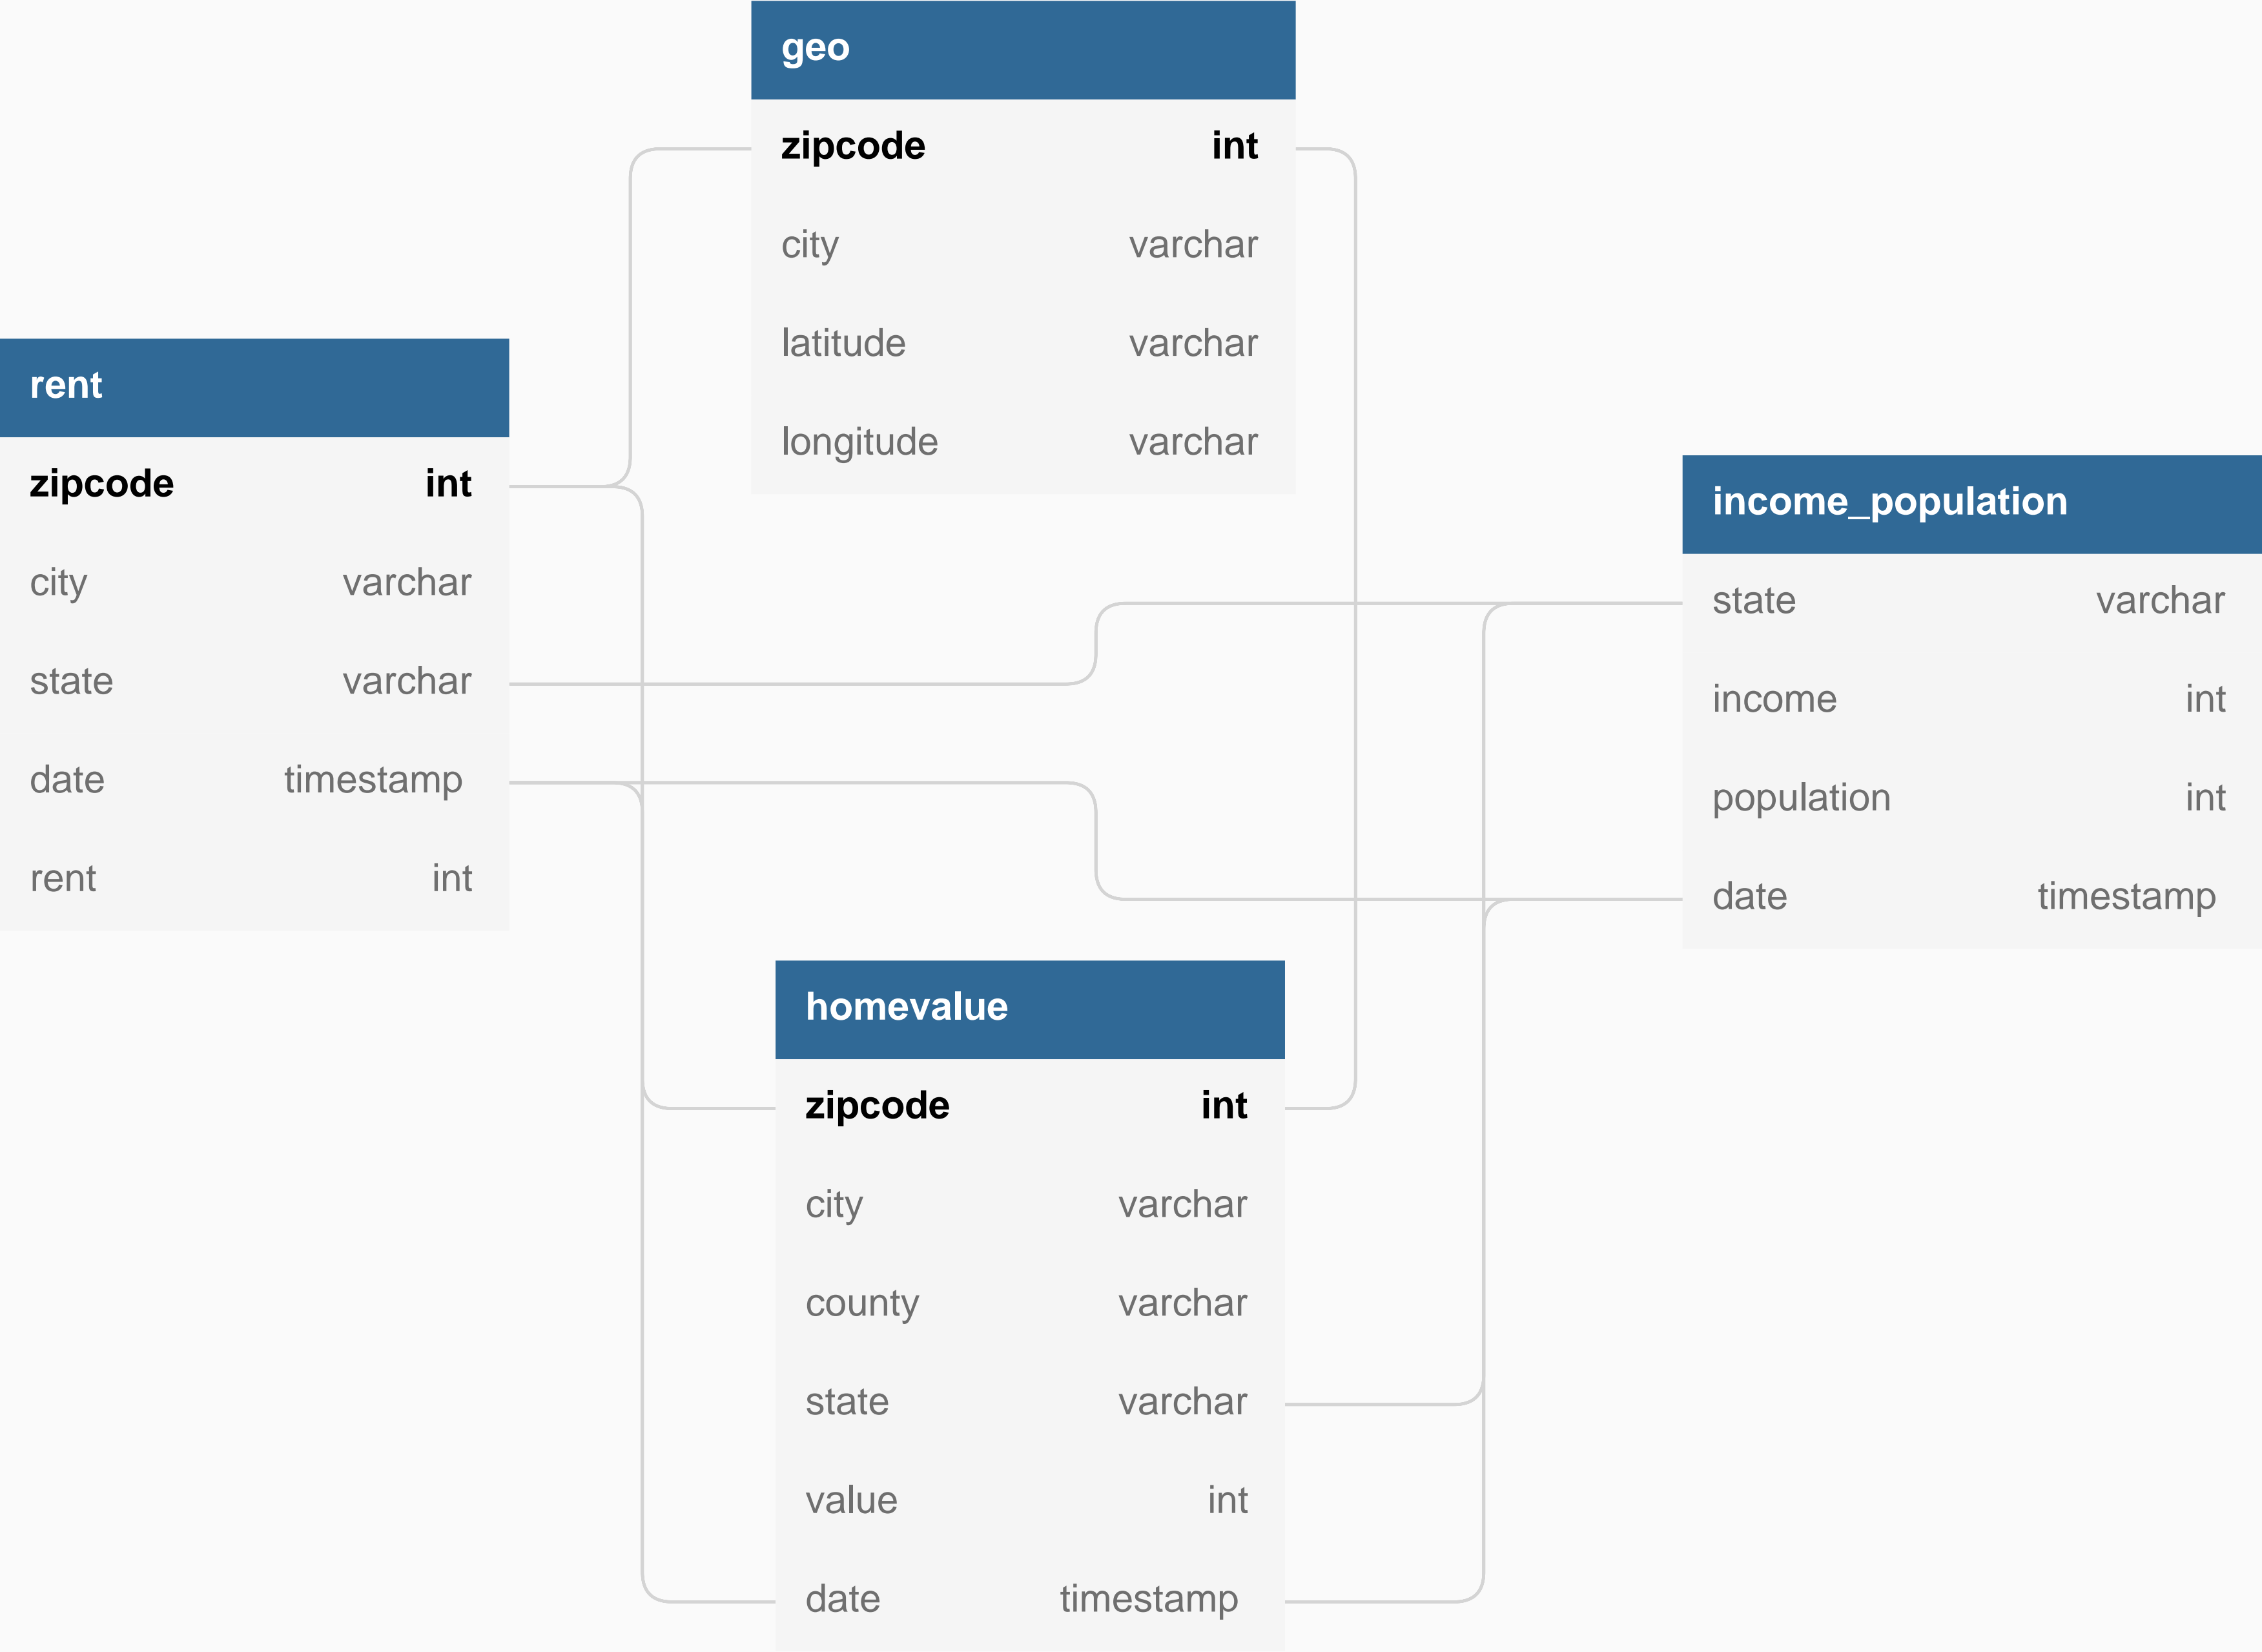 geo
zipcode int
city varchar
latitude varchar
longitude varchar
rent
zipcode int
city varchar
state varchar
date timestamp
rent int
income_population
state varchar
income int
population int
date timestamp
homevalue
zipcode int
city varchar
county varchar
state varchar
value int
date timestamp